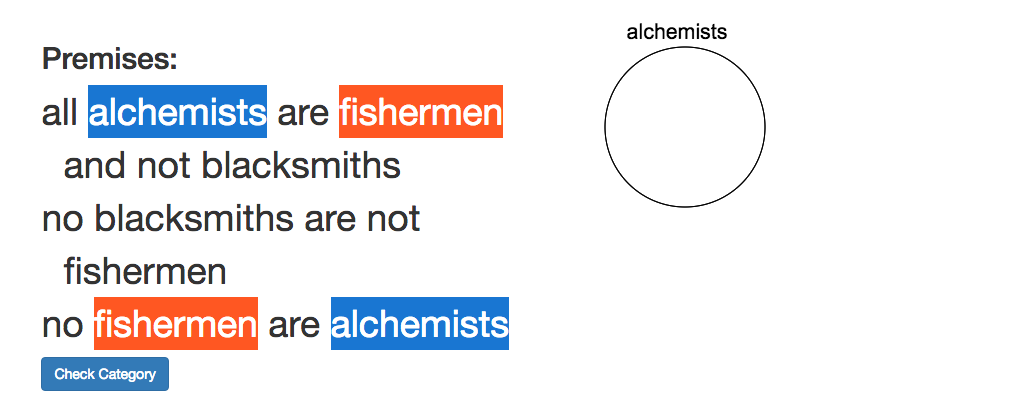 alchemists
Premises:
all alchemists are fishermen
and not blacksmiths
no blacksmiths are not
fishermen
no fishermen are alchemists
Check Category